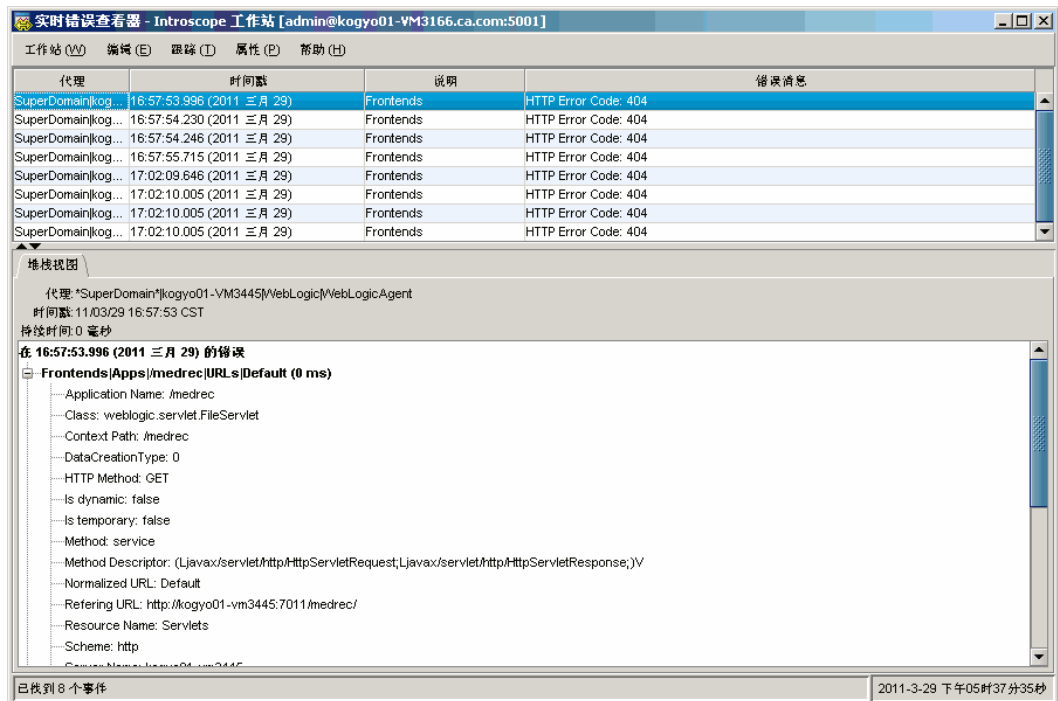 实时错误查看器 - Introscope 工作站 [admin@kogyo01-VM3166.ca.com:5001]
工作站(W) 编辑(E) 跟踪(T) 属性(P) 帮助(H)
代理 时间戳 说明 错误消息
SuperDomain|kog... 16:57:53.996 (2011 三月 29) Frontends HTTP Error Code: 404
SuperDomain|kog... 16:57:54.230 (2011 三月 29) Frontends HTTP Error Code: 404
SuperDomain|kog... 16:57:54.246 (2011 三月 29) Frontends HTTP Error Code: 404
SuperDomain|kog... 16:57:55.715 (2011 三月 29) Frontends HTTP Error Code: 404
SuperDomain|kog... 17:02:09.646 (2011 三月 29) Frontends HTTP Error Code: 404
SuperDomain|kog... 17:02:10.005 (2011 三月 29) Frontends HTTP Error Code: 404
SuperDomain|kog... 17:02:10.005 (2011 三月 29) Frontends HTTP Error Code: 404
SuperDomain|kog... 17:02:10.005 (2011 三月 29) Frontends HTTP Error Code: 404
堆栈视图
代理: *SuperDomain*|kogyo01-VM3445|WebLogic|WebLogicAgent
时间戳: 11/03/29 16:57:53 CST
持续时间: 0 毫秒
在 16:57:53.996 (2011 三月 29) 的错误
Frontends|Apps|/medrec|URLs|Default (0 ms)
Application Name: /medrec
Class: weblogic.servlet.FileServlet
Context Path: /medrec
DataCreationType: 0
HTTP Method: GET
Is dynamic: false
Is temporary: false
Method: service
Method Descriptor: (Ljavax/servlet/http/HttpServletRequest;Ljavax/servlet/http/HttpServletResponse;)V
Normalized URL: Default
Refering URL: http://kogyo01-vm3445:7011/medrec/
Resource Name: Servlets
Scheme: http
Server Name: kogyo01-vm3445
已找到 8 个事件
2011-3-29 下午05时37分35秒